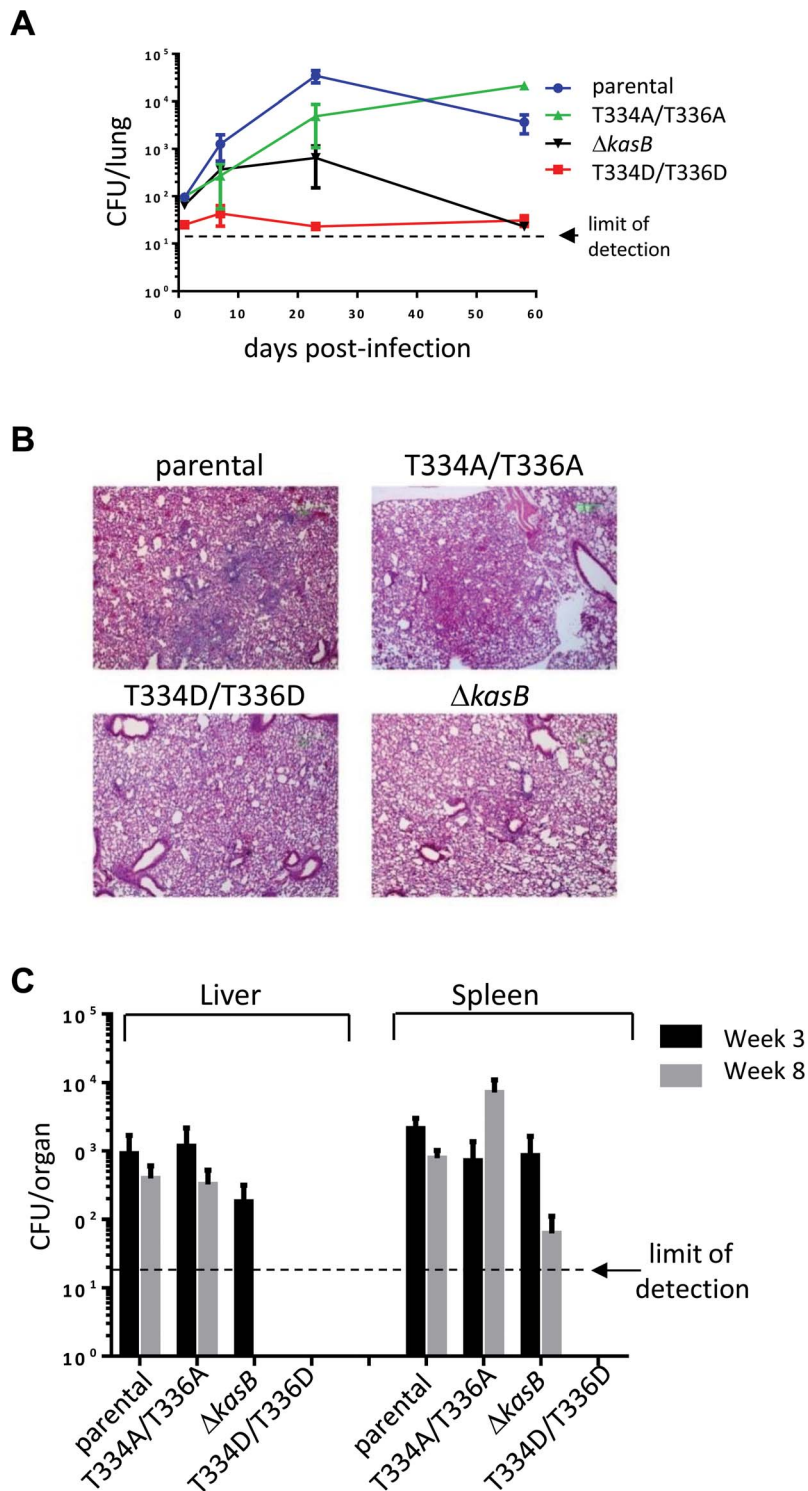 A
10⁵
10⁴
10³
10²
10¹
10⁰
CFU/lung
0 10 20 30 40 50 60
days post-infection
parental
T334A/T336A
ΔkasB
T334D/T336D
limit of
detection
B
parental T334A/T336A
T334D/T336D ΔkasB
C
Liver Spleen
10⁵
10⁴
0³
0²
10¹
10⁰
CFU/organ
Week 3
Week 8
limit of
detection
parental
T334A/T336A
ΔkasB
T334D/T336D
parental
T334A/T336A
ΔkasB
T334D/T336D